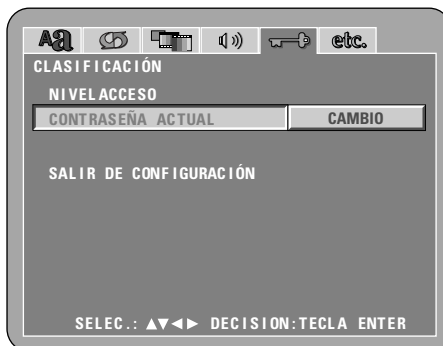 Aa etc.
CLASIFICACIÓN
NIVEL ACCESO
CONTRASEÑA ACTUAL CAMBIO
SALIR DE CONFIGURACIÓN
SELEC.: ▲▼◄► DECISION:TECLA ENTER